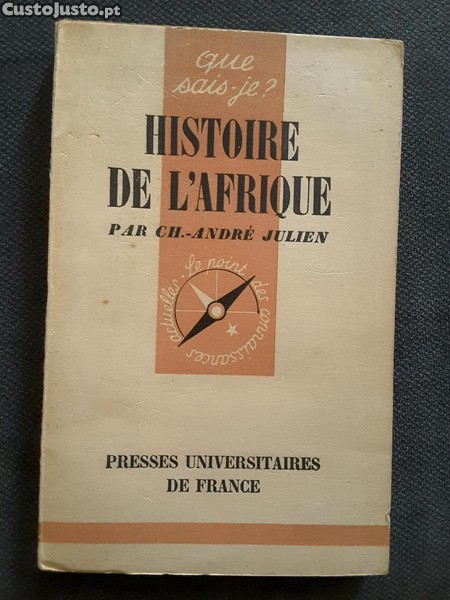 CustoJusto.pt
que
sais-je?
HISTOIRE
DE L'AFRIQUE
PAR CH.-ANDRÉ JULIEN
le point des connaissances actuelles
PRESSES UNIVERSITAIRES
DE FRANCE